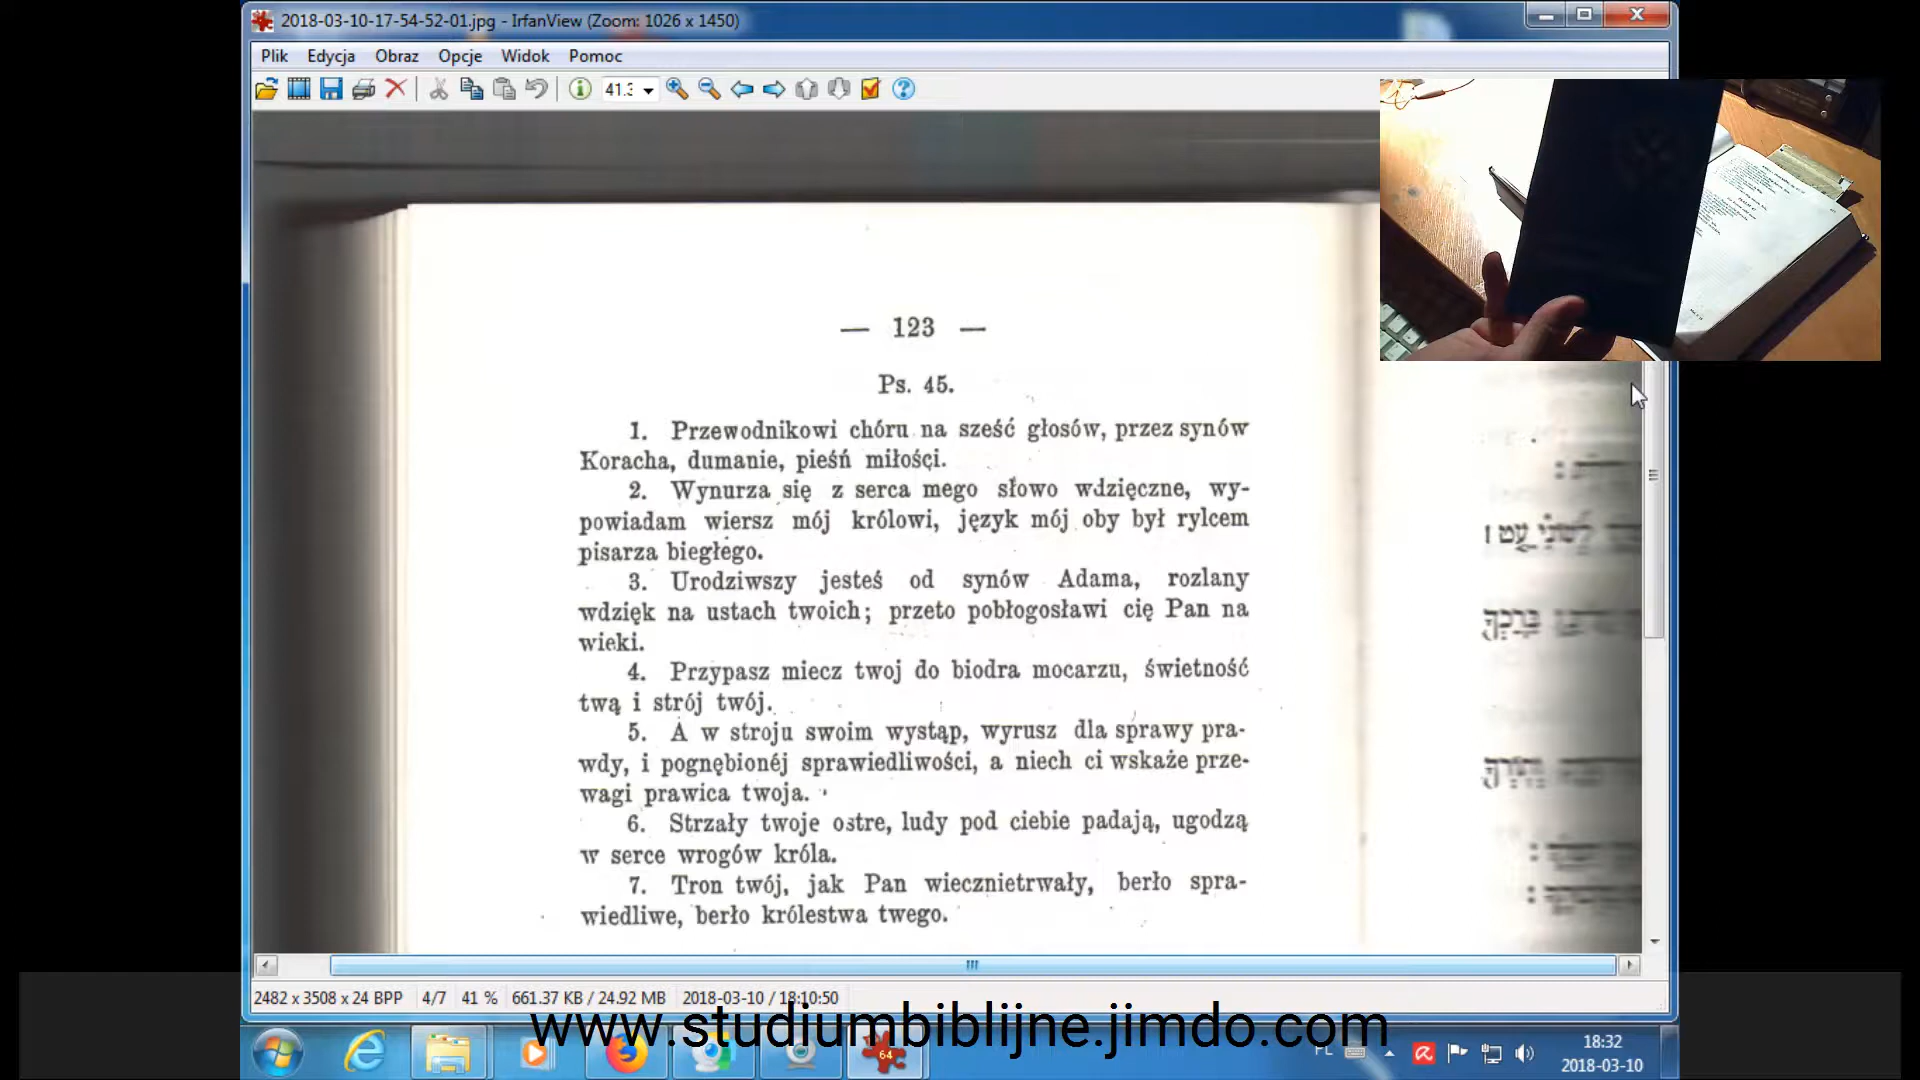 2018-03-10-17-54-52-01.jpg - IrfanView (Zoom: 1026 x 1450)
Plik Edycja Obraz Opcje Widok Pomoc
41.3
— 123 —
Ps. 45.
1. Przewodnikowi chóru na sześć głosów, przez synów
Koracha, dumanie, pieśń miłości.
2. Wynurza się z serca mego słowo wdzięczne, wy-
powiadam wiersz mój królowi, język mój oby był rylcem
pisarza biegłego.
3. Urodziwszy jesteś od synów Adama, rozlany
wdzięk na ustach twoich; przeto pobłogosławi cię Pan na
wieki.
4. Przypasz miecz twoj do biodra mocarzu, świetność
twą i strój twój.
5. A w stroju swoim wystąp, wyrusz dla sprawy pra-
wdy, i pognębionéj sprawiedliwości, a niech ci wskaże prze-
wagi prawica twoja.
6. Strzały twoje ostre, ludy pod ciebie padają, ugodzą
w serce wrogów króla.
7. Tron twój, jak Pan wiecznietrwały, berło spra-
wiedliwe, berło królestwa twego.
2482 x 3508 x 24 BPP 4/7 41 % 661.37 KB / 24.92 MB 2018-03-10 / 18:10:50
www.studiumbiblijne.jimdo.com
64
PL
18:32
2018-03-10